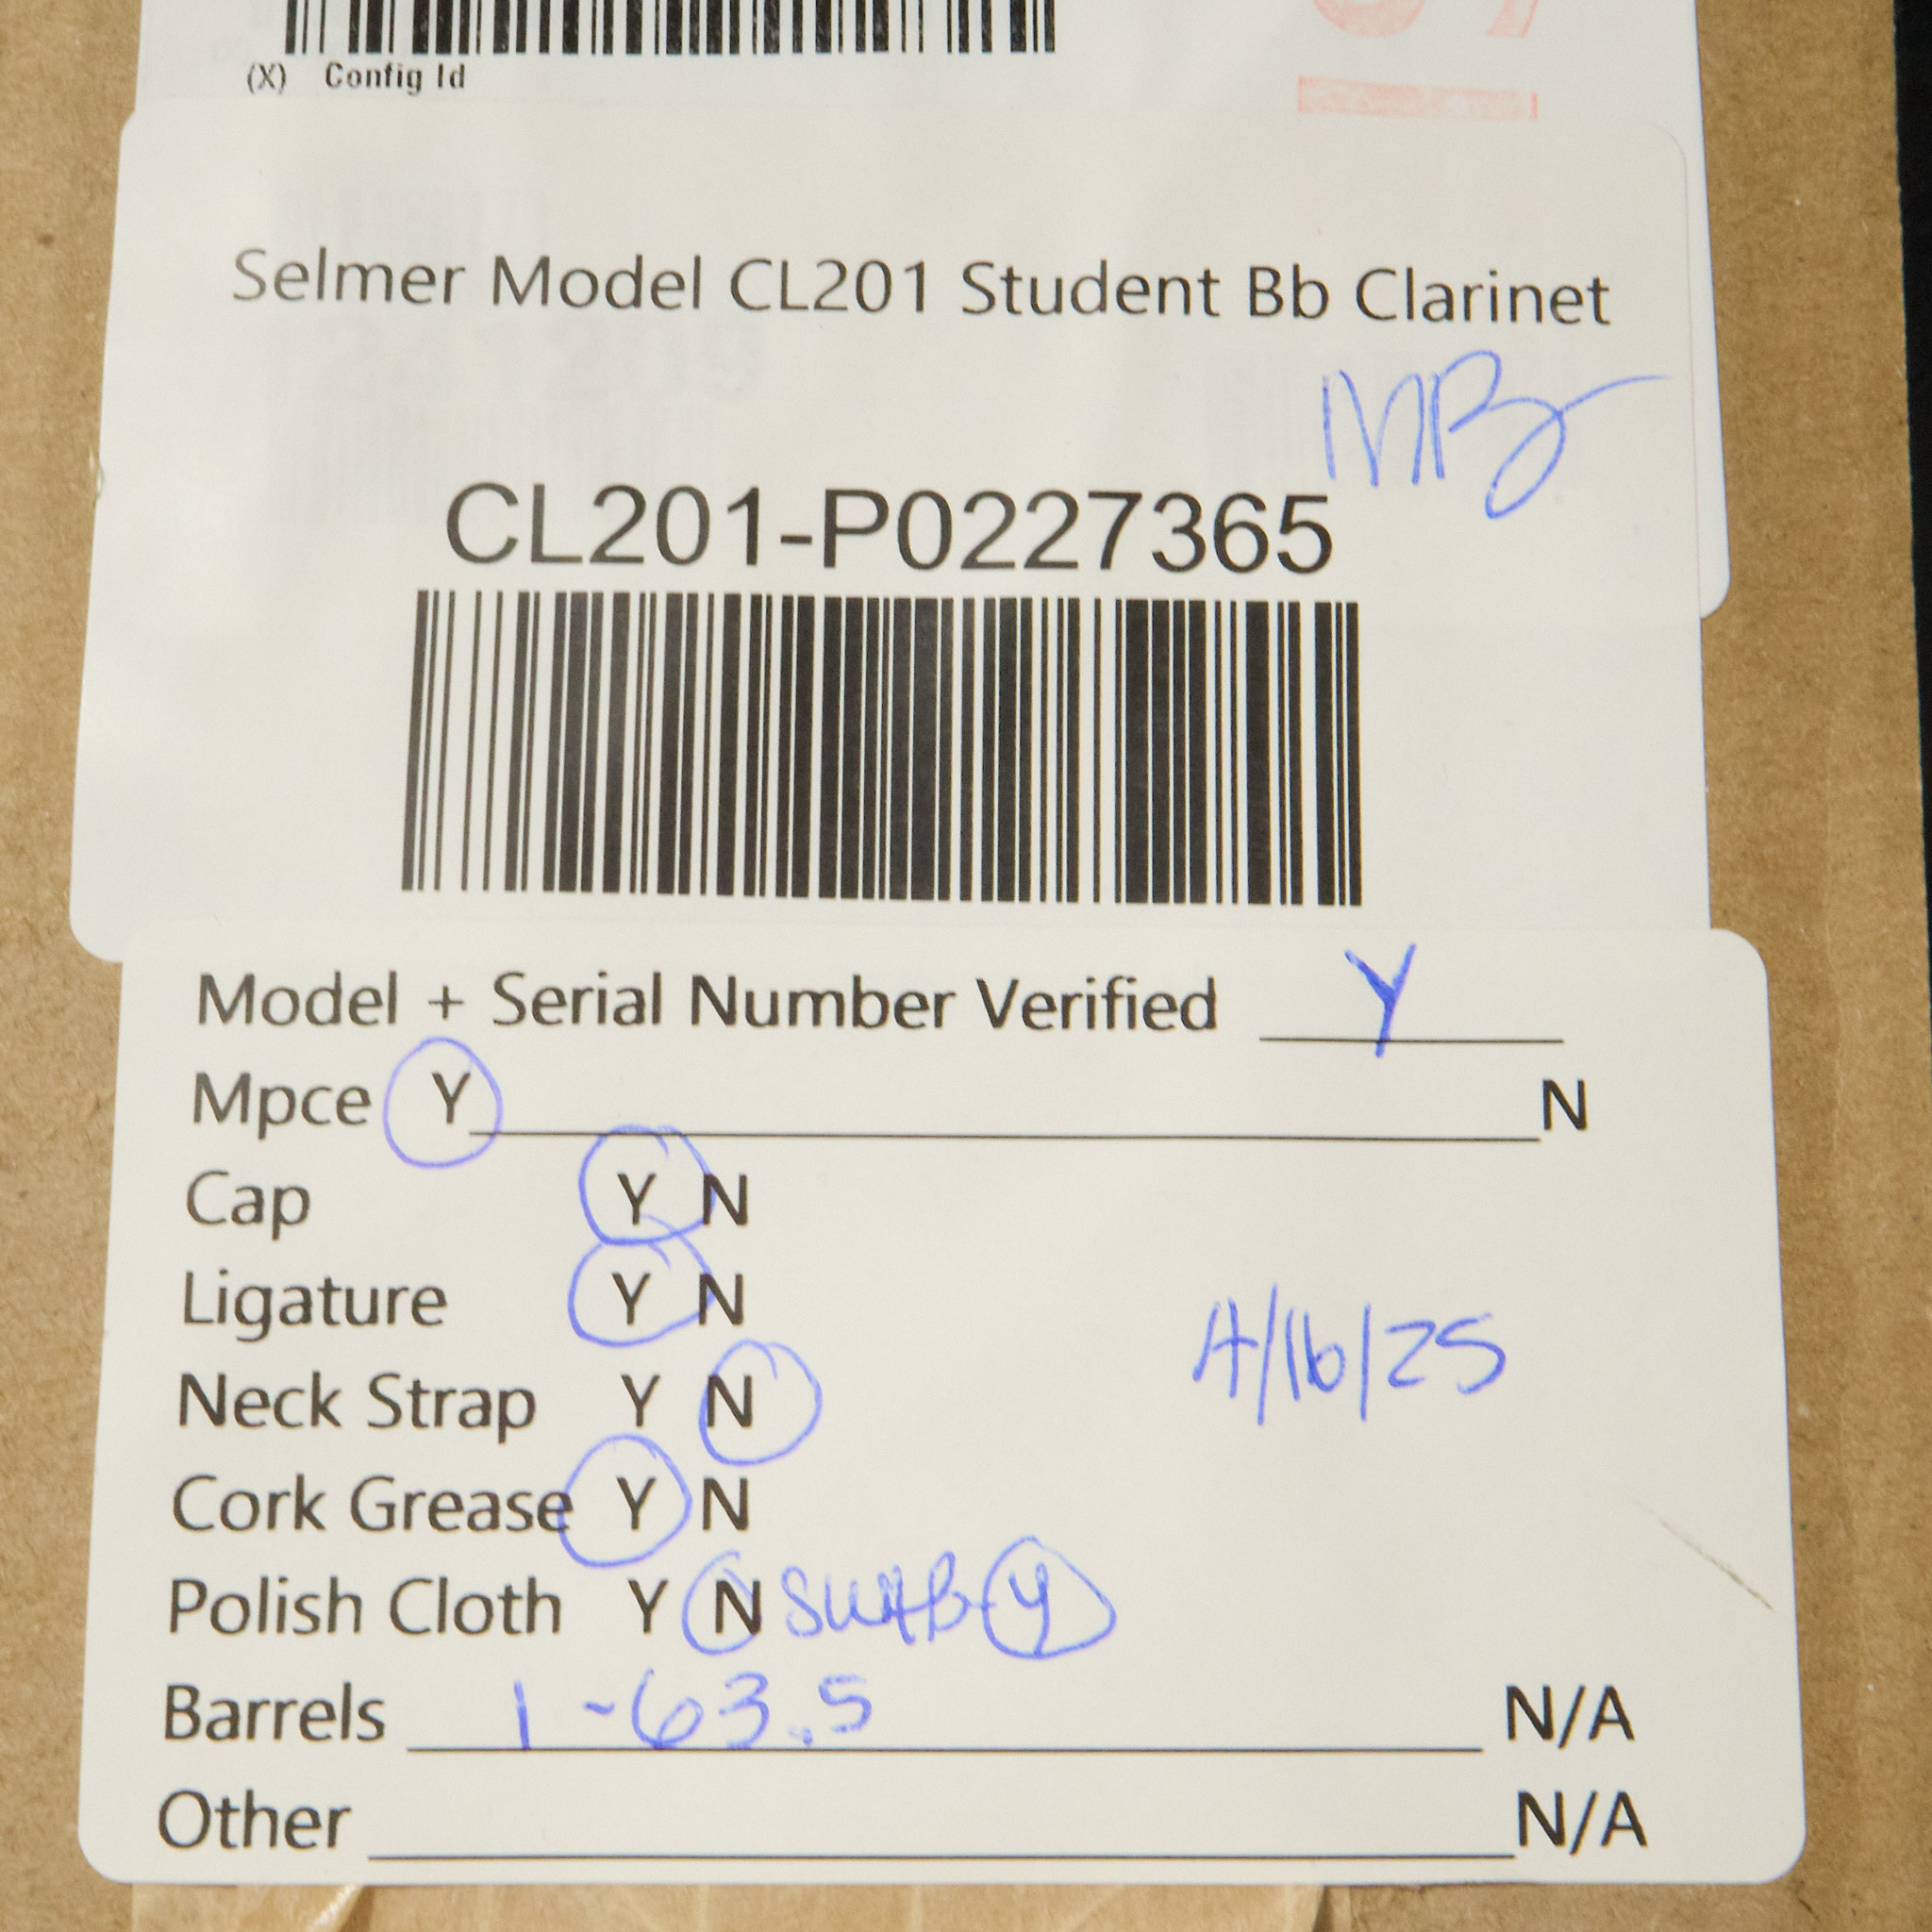 (X) Config Id
Selmer Model CL201 Student Bb Clarinet
MB
CL201-P0227365
Model + Serial Number Verified Y
Mpce Y N
Cap Y N
Ligature Y N
Neck Strap Y N
4/16/25
Cork Grease Y N
Polish Cloth Y N SWAB Y
Barrels 1-63.5 N/A
Other N/A